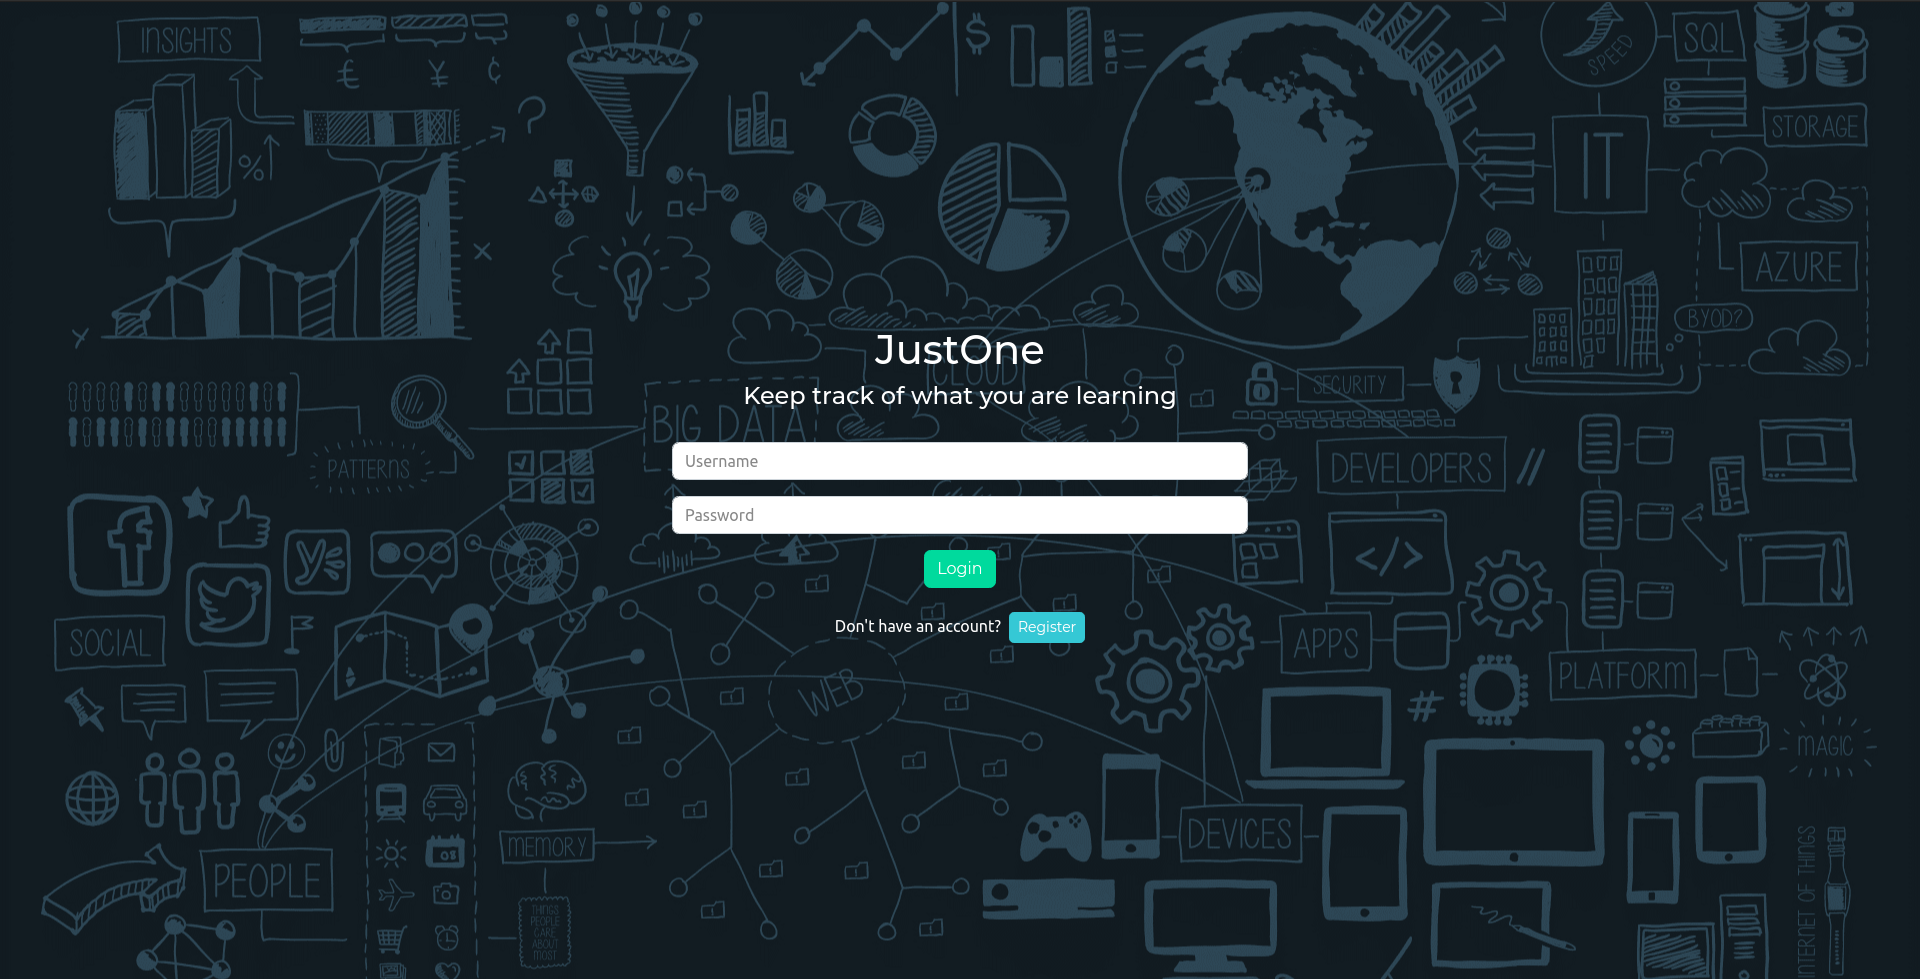 INSIGHTS
€ ¥ ¢
$
?
%
SPEED
SQL
STORAGE
IT
AZURE
BYOD?
JustOne
CLOUD
Keep track of what you are learning
SECURITY
BIG DATA
PATTERNS
DEVELOPERS //
Username
Password
</>
Login
Don't have an account? Register
SOCIAL
APPS
PLATFORM
WEB
#
MAGIC
MEMORY
DEVICES
PEOPLE
INTERNET OF THINGS
THINGS
PEOPLE
CARE
ABOUT
MOST